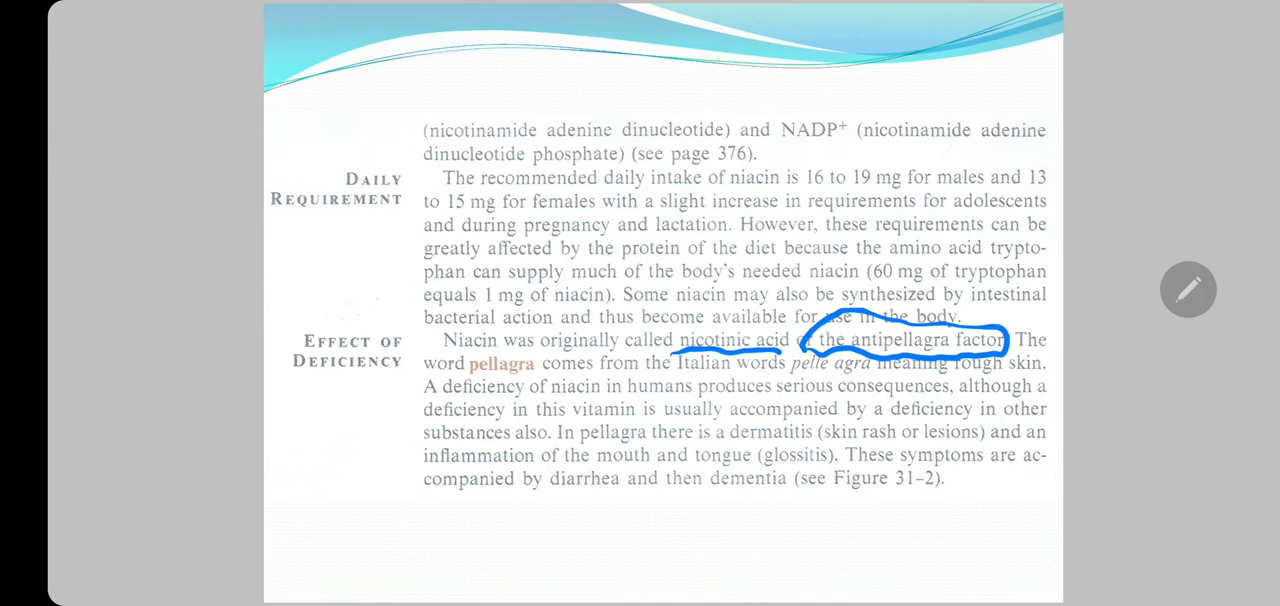 (nicotinamide adenine dinucleotide) and NADP+ (nicotinamide adenine
dinucleotide phosphate) (see page 376).
DAILY
REQUIREMENT
The recommended daily intake of niacin is 16 to 19 mg for males and 13
to 15 mg for females with a slight increase in requirements for adolescents
and during pregnancy and lactation. However, these requirements can be
greatly affected by the protein of the diet because the amino acid trypto-
phan can supply much of the body's needed niacin (60 mg of tryptophan
equals 1 mg of niacin). Some niacin may also be synthesized by intestinal
bacterial action and thus become available for use in the body.
EFFECT OF
DEFICIENCY
Niacin was originally called nicotinic acid or the antipellagra factor. The
word pellagra comes from the Italian words pelle agra meaning rough skin.
A deficiency of niacin in humans produces serious consequences, although a
deficiency in this vitamin is usually accompanied by a deficiency in other
substances also. In pellagra there is a dermatitis (skin rash or lesions) and an
inflammation of the mouth and tongue (glossitis). These symptoms are ac-
companied by diarrhea and then dementia (see Figure 31–2).